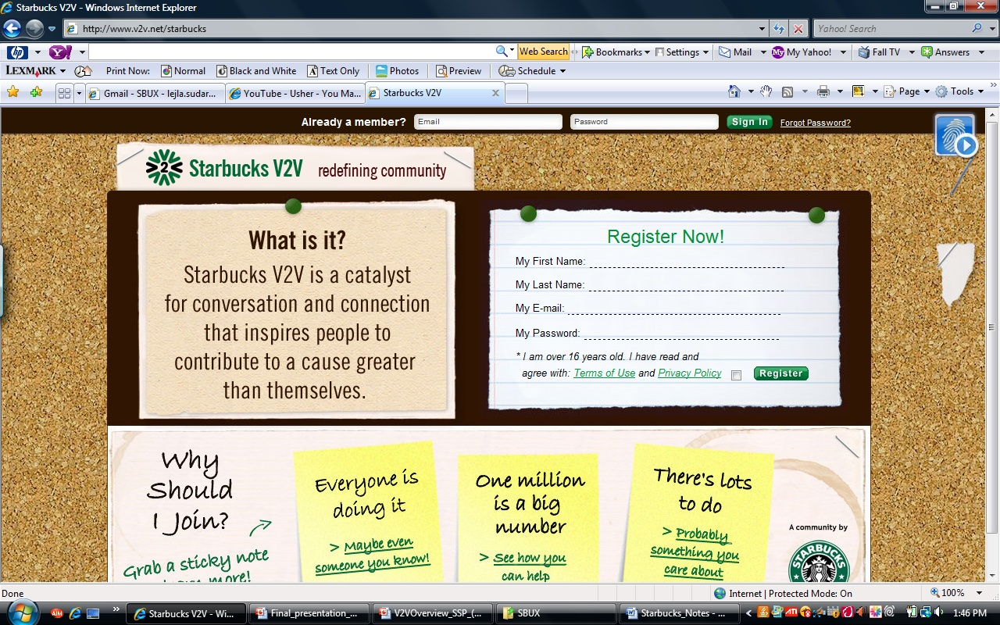 Starbucks V2V - Windows Internet Explorer
http://www.v2v.net/starbucks
Yahoo! Search
hp
Y!
Web Search
Bookmarks
Settings
Mail
My Yahoo!
Fall TV
Answers
LEXMARK
Print Now:
Normal
Black and White
Text Only
Photos
Preview
Schedule
Gmail - SBUX - lejla.sudar...
YouTube - Usher - You Ma...
Starbucks V2V
Page
Tools
Already a member?
Email
Password
Sign In
Forgot Password?
2 Starbucks V2V redefining community
What is it?
Starbucks V2V is a catalyst
for conversation and connection
that inspires people to
contribute to a cause greater
than themselves.
Register Now!
My First Name:
My Last Name:
My E-mail:
My Password:
* I am over 16 years old. I have read and
agree with: Terms of Use and Privacy Policy
Register
Why
Should
I Join?
Grab a sticky note
more!
Everyone is
doing it
> Maybe even
someone you know!
One million
is a big
number
> See how you
can help
There's lots
to do
> Probably
something you
care about
A community by
STARBUCKS
Done
Internet | Protected Mode: On
100%
Starbucks V2V - Win...
Final_presentation_...
V2VOverview_SSP_(...
SBUX
Starbucks_Notes - ...
1:46 PM